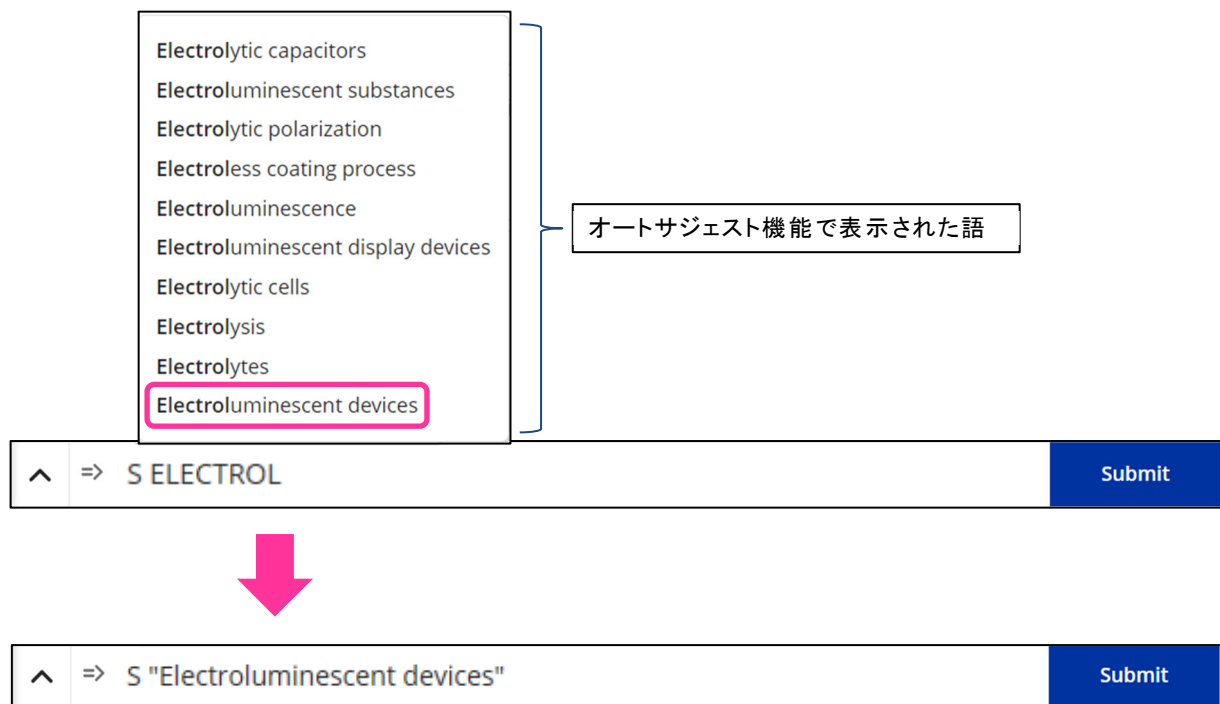 Electrolytic capacitors
Electroluminescent substances
Electrolytic polarization
Electroless coating process
Electroluminescence
Electroluminescent display devices
Electrolytic cells
Electrolysis
Electrolytes
Electroluminescent devices
オートサジェスト機能で表示された語
=> S ELECTROL Submit
=> S "Electroluminescent devices" Submit